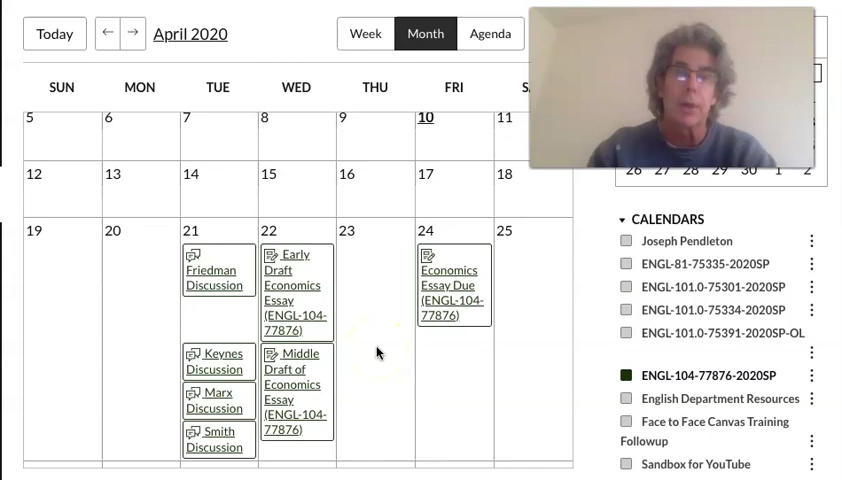 Today
April 2020
Week
Month
Agenda
SUN MON TUE WED THU FRI
5 6 7 8 9 10 11
12 13 14 15 16 17 18
19 20 21 22 23 24 25
Friedman
Discussion
Keynes
Discussion
Marx
Discussion
Smith
Discussion
Early
Draft
Economics
Essay
(ENGL-104-
77876)
Middle
Draft of
Economics
Essay
(ENGL-104-
77876)
Economics
Essay Due
(ENGL-104-
77876)
26 27 28 29 30 1 2
CALENDARS
Joseph Pendleton
ENGL-81-75335-2020SP
ENGL-101.0-75301-2020SP
ENGL-101.0-75334-2020SP
ENGL-101.0-75391-2020SP-OL
ENGL-104-77876-2020SP
English Department Resources
Face to Face Canvas Training
Followup
Sandbox for YouTube